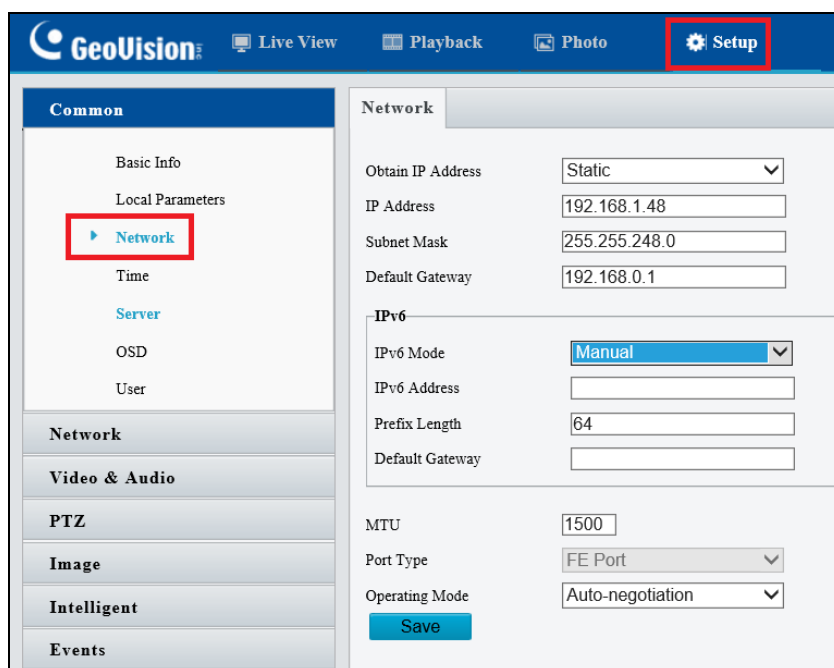 GeoVision Live View Playback Photo Setup
Common
Basic Info
Local Parameters
Network
Time
Server
OSD
User
Network
Video & Audio
PTZ
Image
Intelligent
Events
Network
Obtain IP Address Static
IP Address 192.168.1.48
Subnet Mask 255.255.248.0
Default Gateway 192.168.0.1
IPv6
IPv6 Mode Manual
IPv6 Address
Prefix Length 64
Default Gateway
MTU 1500
Port Type FE Port
Operating Mode Auto-negotiation
Save